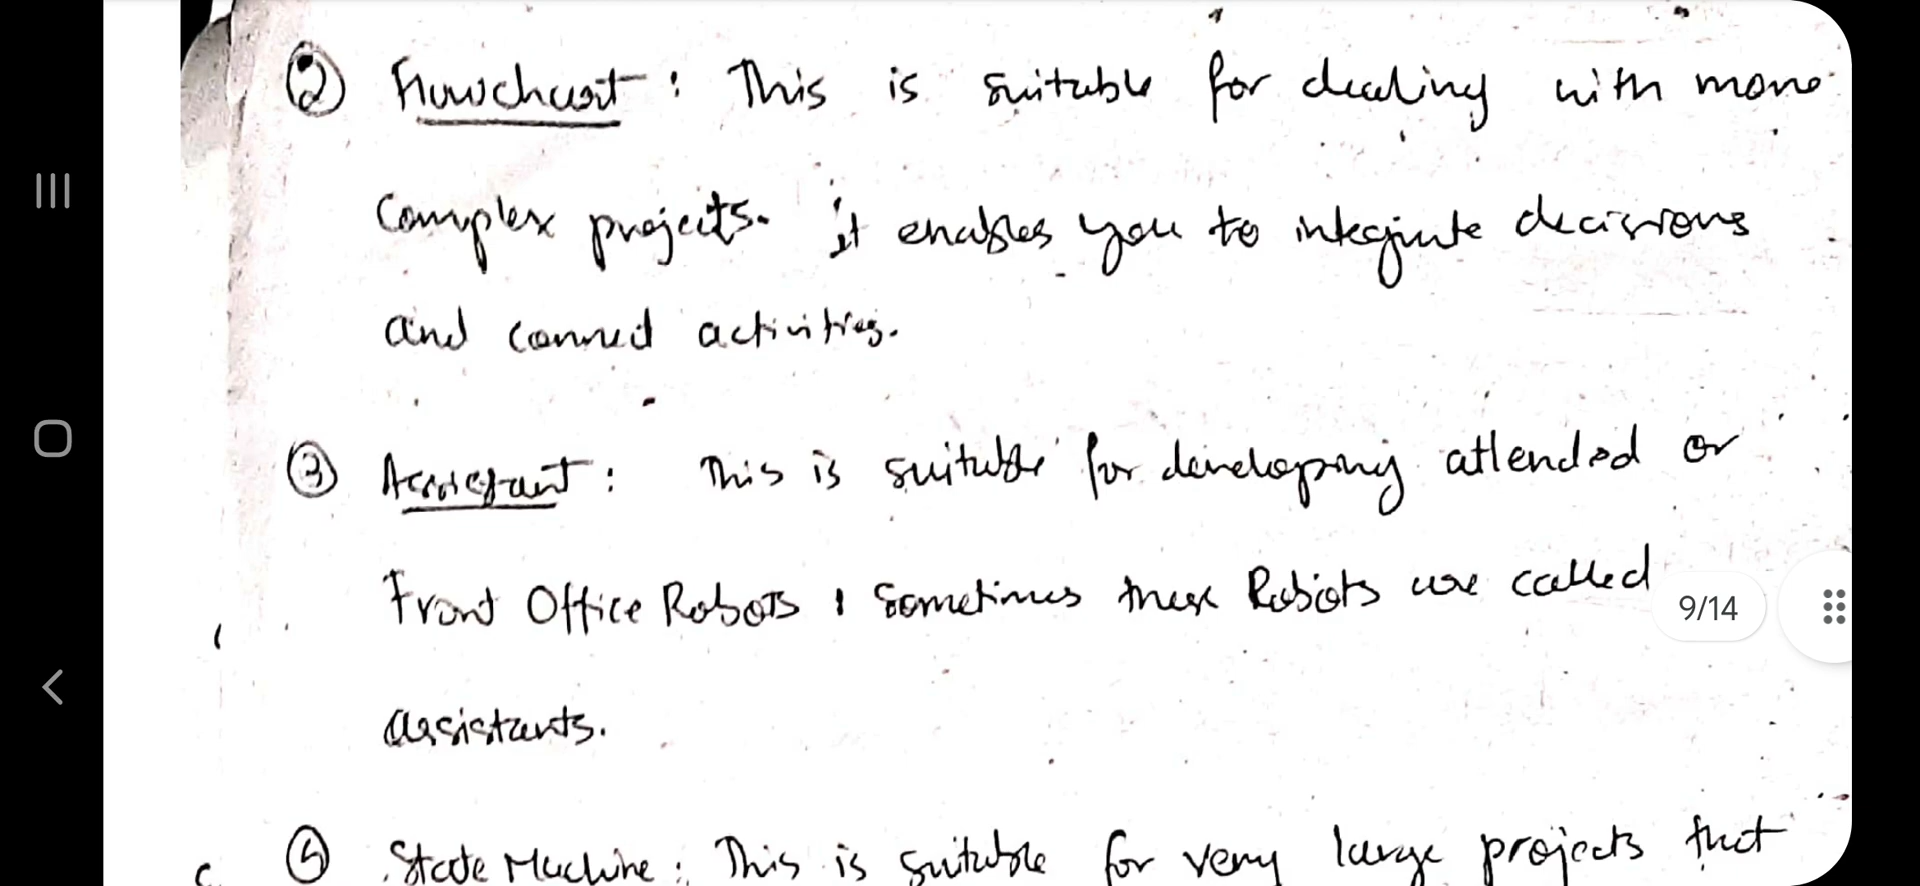 ② Flowchart : This is suitable for dealing with more
Complex projects. it enables you to integrate decisions
and connect activities.
③ Assistant : This is suitable for developing attended or
Front Office Robots, sometimes these Robots are called
9/14
assistants.
State Machine : This is suitable for very large projects that